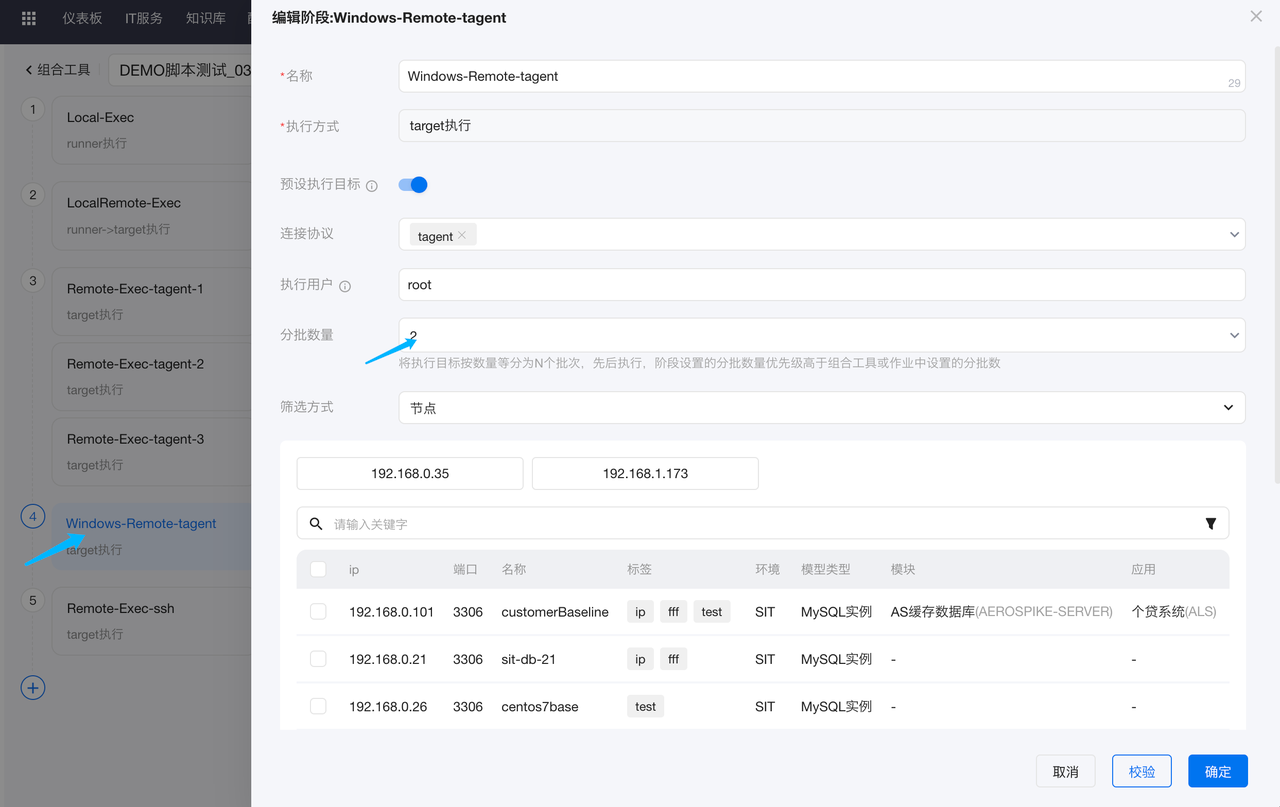 仪表板 IT服务 知识库
组合工具 DEMO脚本测试_03
1 Local-Exec
runner执行
2 LocalRemote-Exec
runner->target执行
3 Remote-Exec-tagent-1
target执行
Remote-Exec-tagent-2
target执行
Remote-Exec-tagent-3
target执行
4 Windows-Remote-tagent
target执行
5 Remote-Exec-ssh
target执行
编辑阶段:Windows-Remote-tagent
*名称 Windows-Remote-tagent 29
*执行方式 target执行
预设执行目标
连接协议 tagent
执行用户 root
分批数量 2
将执行目标按数量等分为N个批次，先后执行，阶段设置的分批数量优先级高于组合工具或作业中设置的分批数
筛选方式 节点
192.168.0.35 192.168.1.173
请输入关键字
ip 端口 名称 标签 环境 模型类型 模块 应用
192.168.0.101 3306 customerBaseline ip fff test SIT MySQL实例 AS缓存数据库(AEROSPIKE-SERVER) 个贷系统(ALS)
192.168.0.21 3306 sit-db-21 ip fff SIT MySQL实例 - -
192.168.0.26 3306 centos7base test SIT MySQL实例 - -
取消 校验 确定